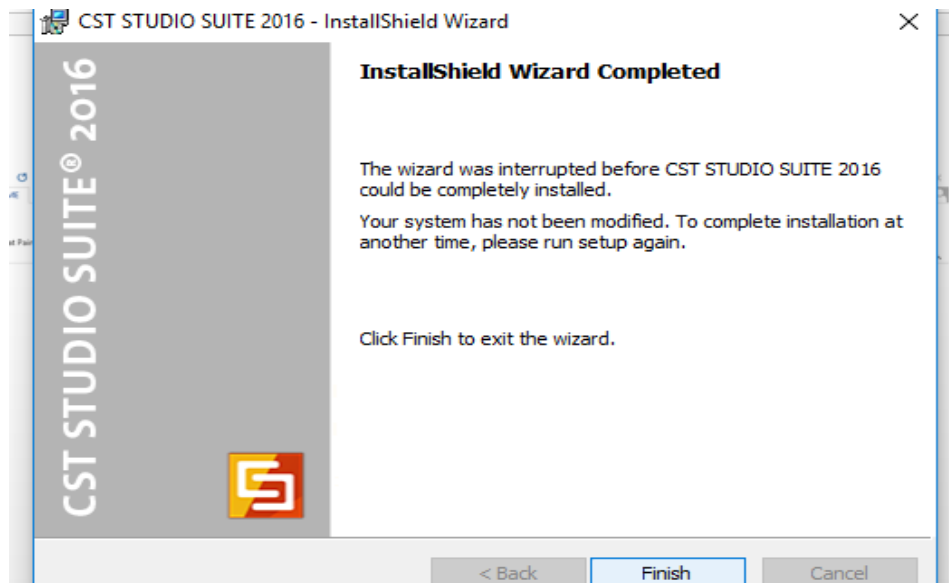 CST STUDIO SUITE 2016 - InstallShield Wizard
CST STUDIO SUITE® 2016
InstallShield Wizard Completed
The wizard was interrupted before CST STUDIO SUITE 2016
could be completely installed.
Your system has not been modified. To complete installation at
another time, please run setup again.
Click Finish to exit the wizard.
< Back
Finish
Cancel